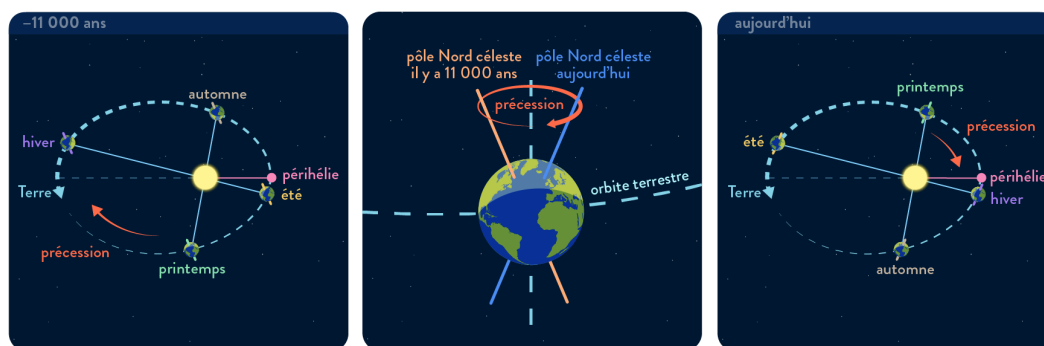 –11 000 ans
automne
hiver
périhélie
Terre
été
précession
printemps
pôle Nord céleste
il y a 11 000 ans
pôle Nord céleste
aujourd'hui
précession
orbite terrestre
aujourd'hui
printemps
précession
été
périhélie
Terre
hiver
automne